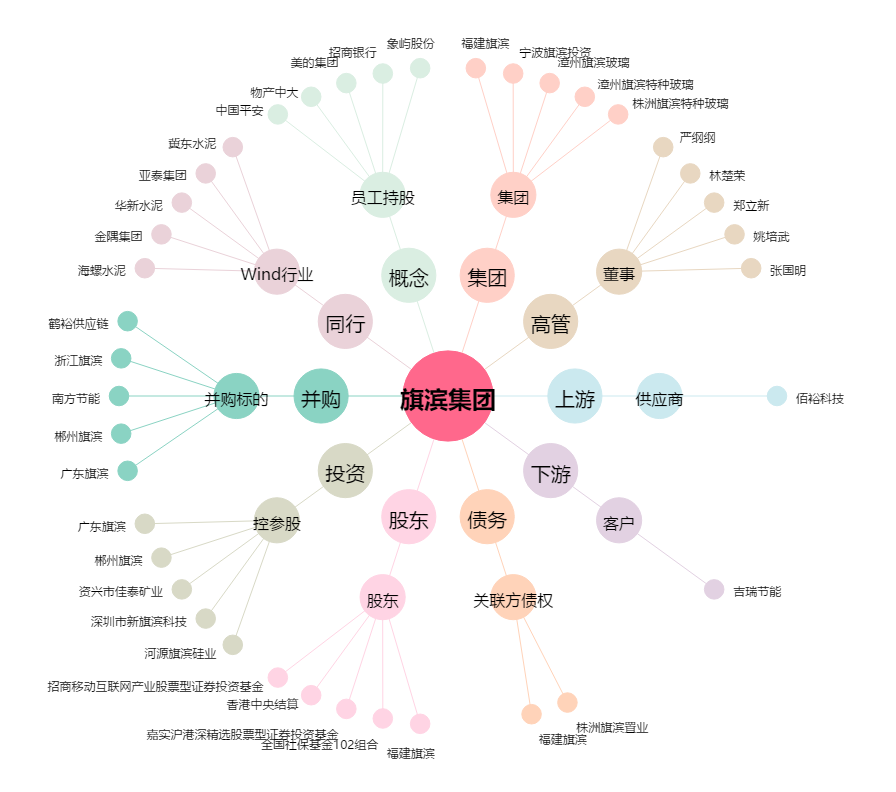 象屿股份
招商银行
美的集团
物产中大
中国平安
员工持股
概念
福建旗滨
宁波旗滨投资
漳州旗滨玻璃
漳州旗滨特种玻璃
株洲旗滨特种玻璃
集团
集团
严纲纲
林楚荣
郑立新
姚培武
张国明
董事
高管
冀东水泥
亚泰集团
华新水泥
金隅集团
海螺水泥
Wind行业
同行
鹤裕供应链
浙江旗滨
南方节能
郴州旗滨
广东旗滨
并购标的
并购
旗滨集团
上游
供应商
佰裕科技
下游
客户
吉瑞节能
投资
控参股
广东旗滨
郴州旗滨
资兴市佳泰矿业
深圳市新旗滨科技
河源旗滨硅业
股东
股东
招商移动互联网产业股票型证券投资基金
香港中央结算
嘉实沪港深精选股票型证券投资基金
全国社保基金102组合
福建旗滨
债务
关联方债权
株洲旗滨置业
福建旗滨